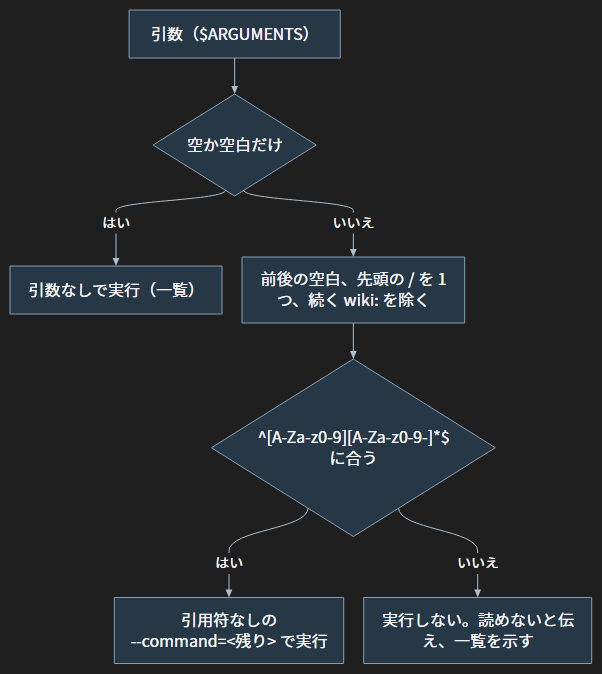 引数（$ARGUMENTS）
空か空白だけ
はい
いいえ
引数なしで実行（一覧）
前後の空白、先頭の / を 1
つ、続く wiki: を除く
^[A-Za-z0-9][A-Za-z0-9-]*$
に合う
はい
いいえ
引用符なしの
--command=<残り> で実行
実行しない。読めないと伝
え、一覧を示す